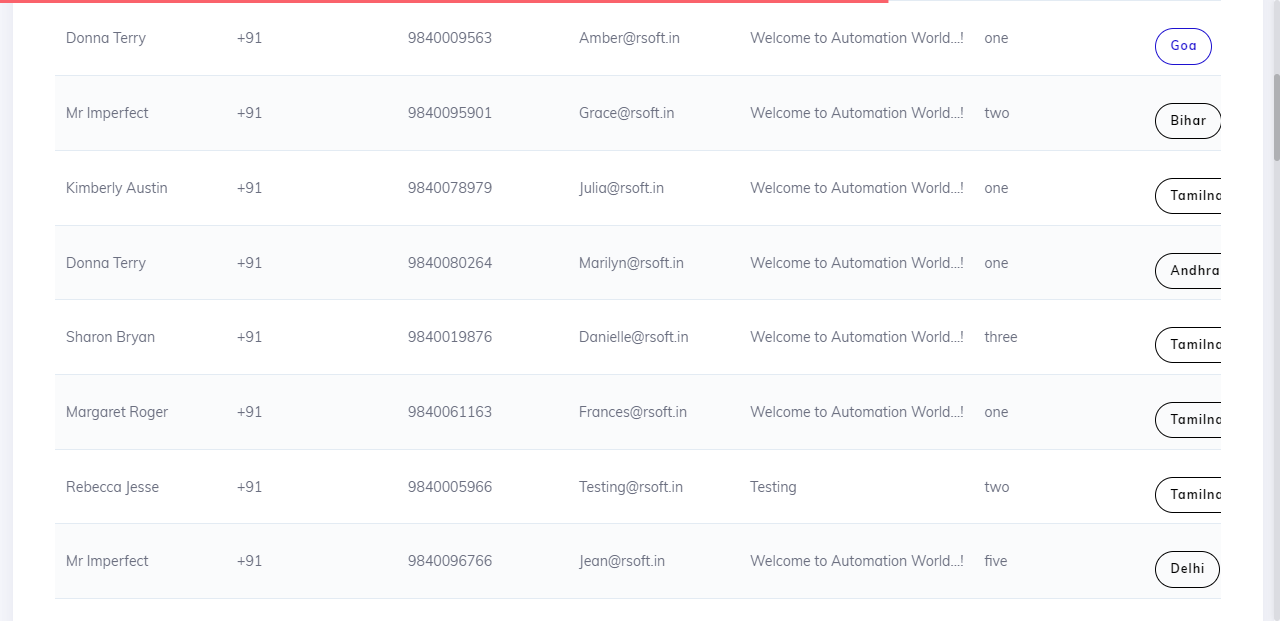 Donna Terry +91 9840009563 Amber@rsoft.in Welcome to Automation World...! one Goa
Mr Imperfect +91 9840095901 Grace@rsoft.in Welcome to Automation World...! two Bihar
Kimberly Austin +91 9840078979 Julia@rsoft.in Welcome to Automation World...! one Tamilna
Donna Terry +91 9840080264 Marilyn@rsoft.in Welcome to Automation World...! one Andhra
Sharon Bryan +91 9840019876 Danielle@rsoft.in Welcome to Automation World...! three Tamilna
Margaret Roger +91 9840061163 Frances@rsoft.in Welcome to Automation World...! one Tamilna
Rebecca Jesse +91 9840005966 Testing@rsoft.in Testing two Tamilna
Mr Imperfect +91 9840096766 Jean@rsoft.in Welcome to Automation World...! five Delhi